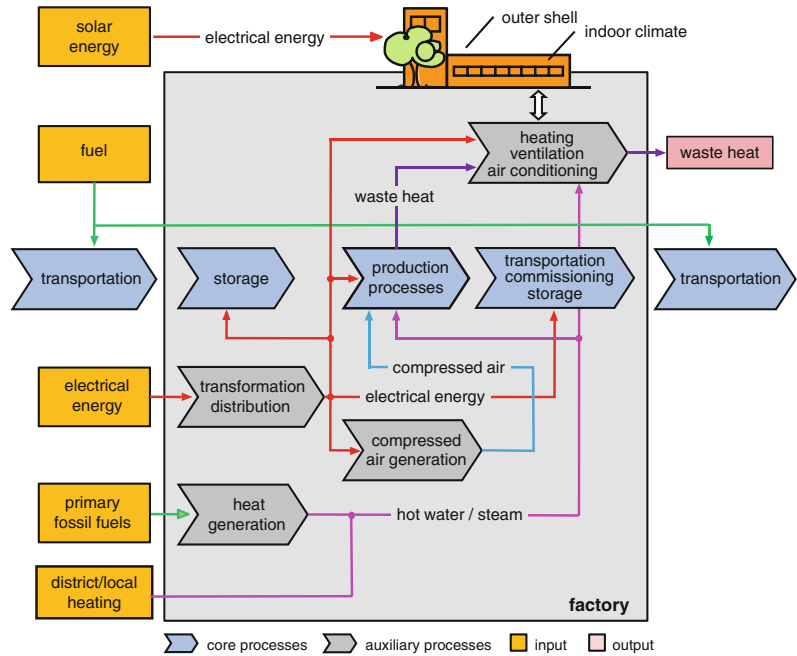 solar
energy
electrical energy
outer shell
indoor climate
fuel
heating
ventilation
air conditioning
waste heat
waste heat
transportation
storage
production
processes
transportation
commissioning
storage
transportation
compressed air
electrical
energy
transformation
distribution
electrical energy
compressed
air generation
primary
fossil fuels
heat
generation
hot water / steam
district/local
heating
factory
core processes
auxiliary processes
input
output